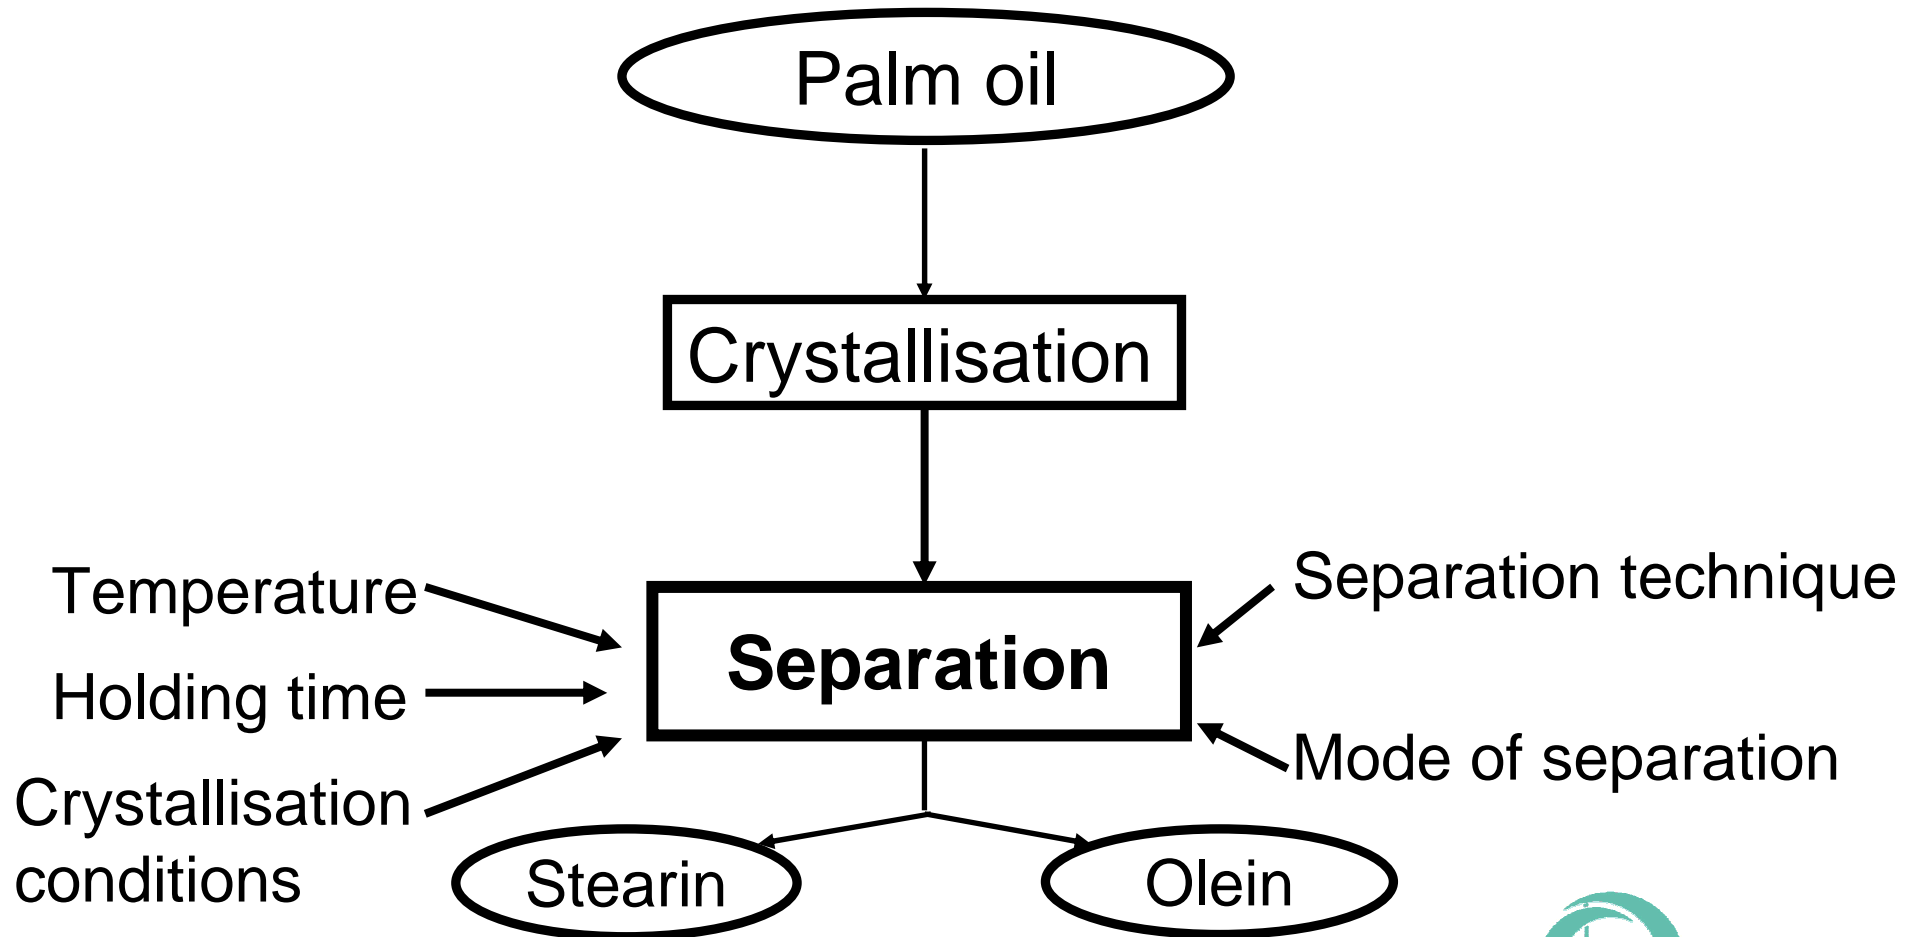 Palm oil
Crystallisation
Temperature
Holding time
Crystallisation
conditions
Separation
Separation technique
Mode of separation
Stearin
Olein